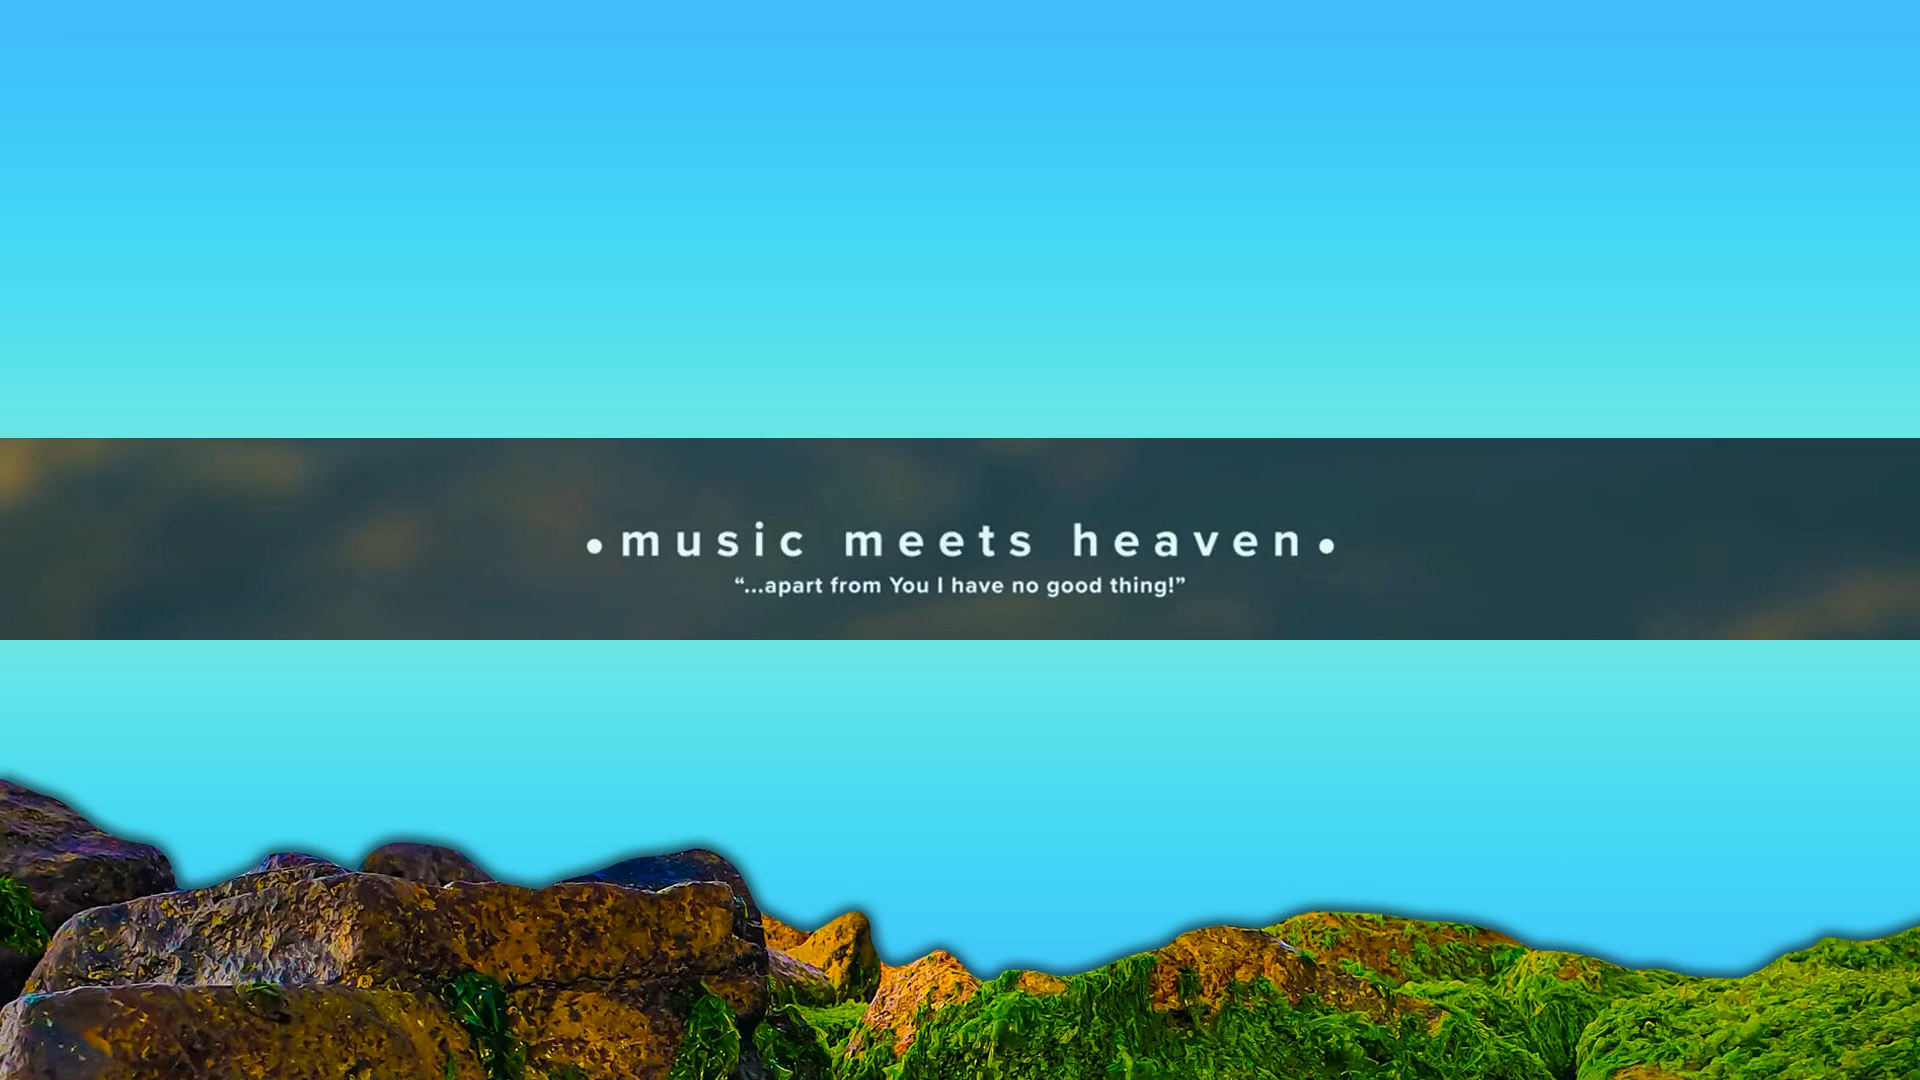 • music meets heaven •
“...apart from You I have no good thing!”